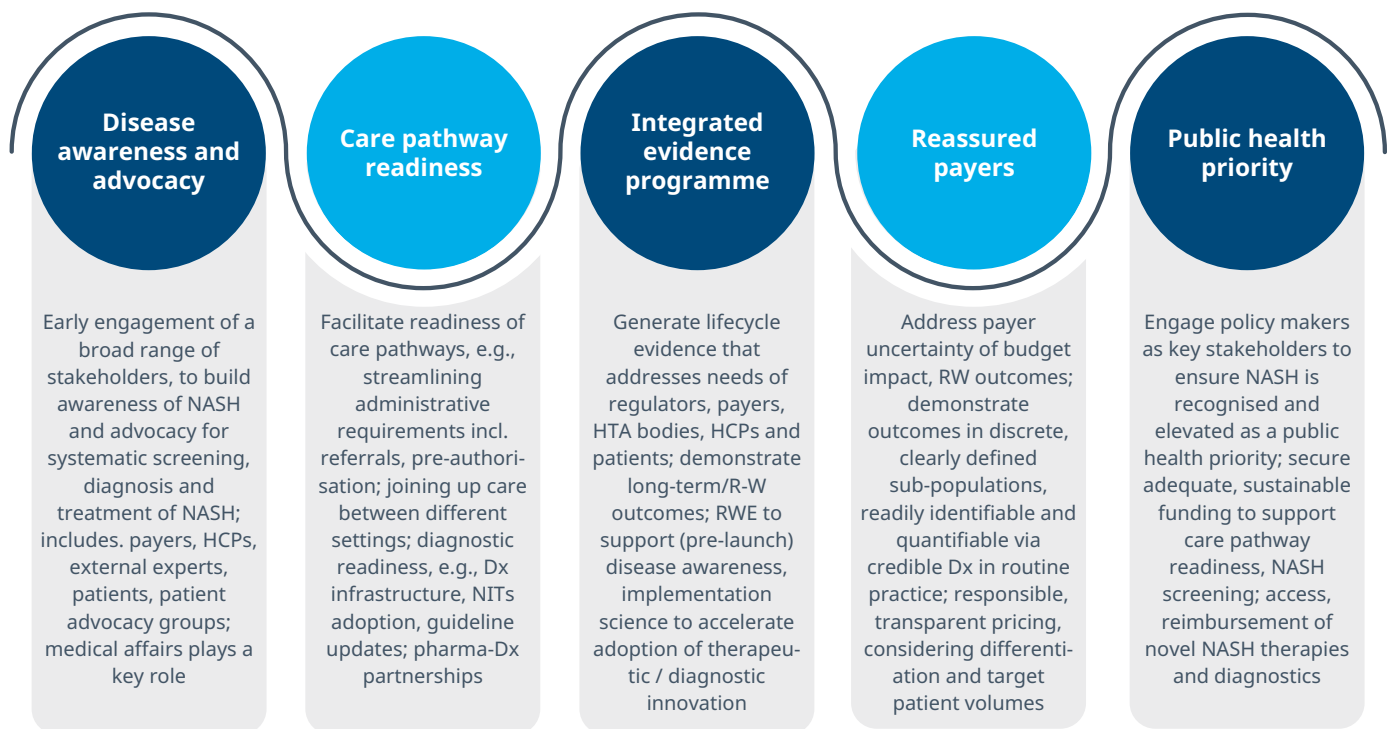 Disease
awareness and
advocacy
Early engagement of a
broad range of
stakeholders, to build
awareness of NASH
and advocacy for
systematic screening,
diagnosis and
treatment of NASH;
includes. payers, HCPs,
external experts,
patients, patient
advocacy groups;
medical affairs plays a
key role
Care pathway
readiness
Facilitate readiness of
care pathways, e.g.,
streamlining
administrative
requirements incl.
referrals, pre-authori-
sation; joining up care
between different
settings; diagnostic
readiness, e.g., Dx
infrastructure, NITs
adoption, guideline
updates; pharma-Dx
partnerships
Integrated
evidence
programme
Generate lifecycle
evidence that
addresses needs of
regulators, payers,
HTA bodies, HCPs and
patients; demonstrate
long-term/R-W
outcomes; RWE to
support (pre-launch)
disease awareness,
implementation
science to accelerate
adoption of therapeu-
tic / diagnostic
innovation
Reassured
payers
Address payer
uncertainty of budget
impact, RW outcomes;
demonstrate
outcomes in discrete,
clearly defined
sub-populations,
readily identifiable and
quantifiable via
credible Dx in routine
practice; responsible,
transparent pricing,
considering differenti-
ation and target
patient volumes
Public health
priority
Engage policy makers
as key stakeholders to
ensure NASH is
recognised and
elevated as a public
health priority; secure
adequate, sustainable
funding to support
care pathway
readiness, NASH
screening; access,
reimbursement of
novel NASH therapies
and diagnostics